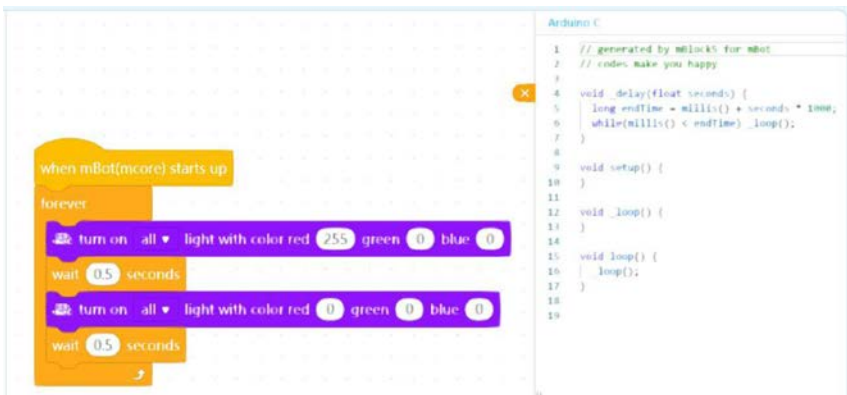 when mBot(mcore) starts up
forever
turn on all ▾ light with color red 255 green 0 blue 0
wait 0.5 seconds
turn on all ▾ light with color red 0 green 0 blue 0
wait 0.5 seconds
Arduino C
1 // generated by mBlock5 for mBot
2 // codes make you happy
3
4 void _delay(float seconds) {
5 long endTime = millis() + seconds * 1000;
6 while(millis() < endTime) _loop();
7 }
8
9 void setup() {
10 }
11
12 void _loop() {
13 }
14
15 void loop() {
16 _loop();
17 }
18
19